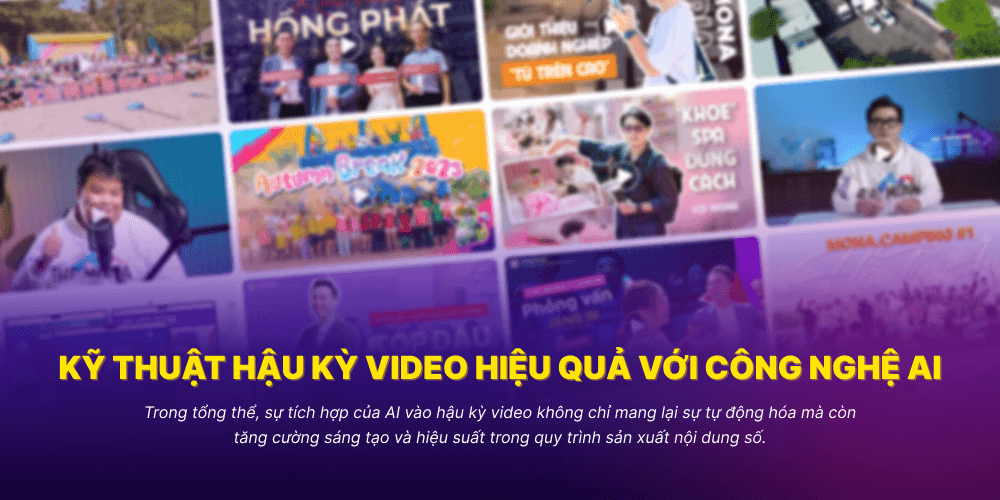 HỒNG PHÁT
GIỚI THIỆU
DOANH NGHIỆP
"TỪ TRÊN CAO"
MONA
Autumn Break 2023
KHOE
SPA
ĐÚNG
CÁCH
MONA.CAMPING #1
Phỏng vấn
TOP ĐẦU
KỸ THUẬT HẬU KỲ VIDEO HIỆU QUẢ VỚI CÔNG NGHỆ AI
Trong tổng thể, sự tích hợp của AI vào hậu kỳ video không chỉ mang lại sự tự động hóa mà còn
tăng cường sáng tạo và hiệu suất trong quy trình sản xuất nội dung số.